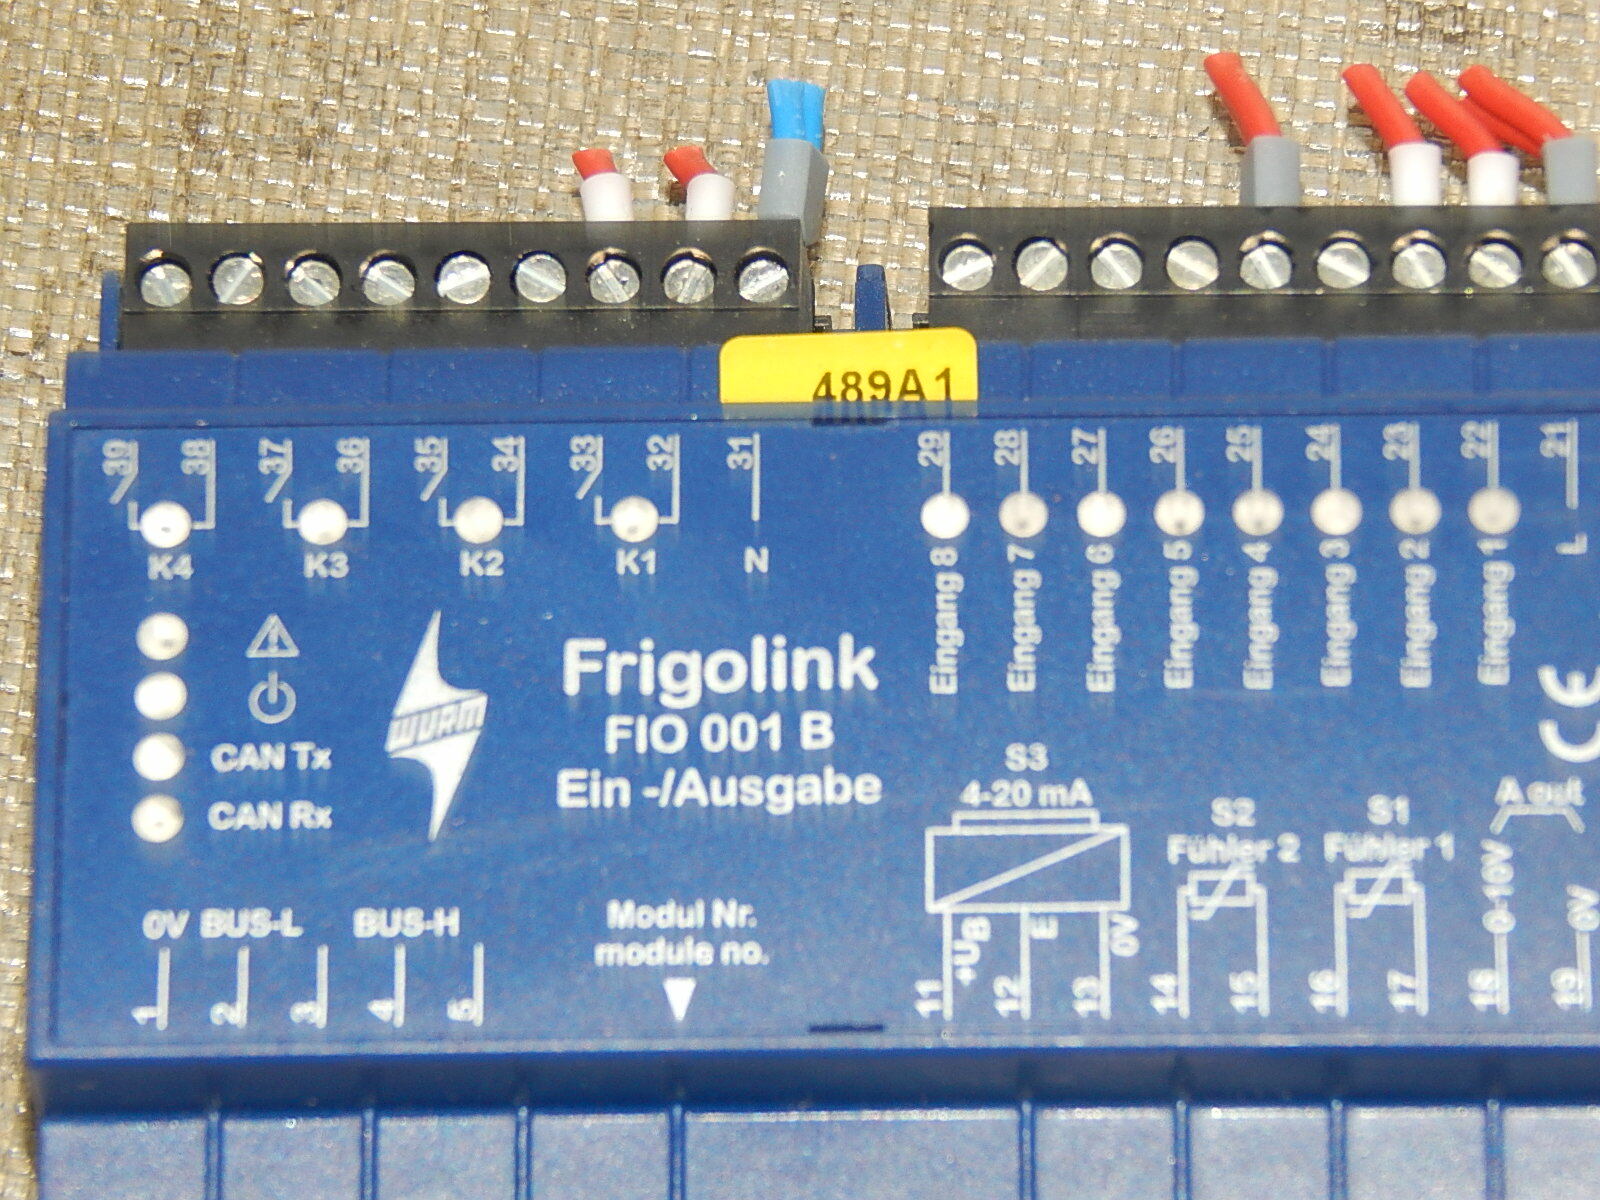 489A1
39 38 37 36 35 34 33 32 31
29 28 27 26 25 24 23 22 21
K4 K3 K2 K1 N
Eingang 8 Eingang 7 Eingang 6 Eingang 5 Eingang 4 Eingang 3 Eingang 2 Eingang 1 L
CAN Tx
CAN Rx
WURM
Frigolink
FIO 001 B
Ein -/Ausgabe
CE
S3
4-20 mA
+UB E 0V
S2
Fühler 2
S1
Fühler 1
A out
0-10V 0V
0V BUS-L BUS-H
1 2 3 4 5
Modul Nr.
module no.
11 12 13 14 15 16 17 18 19